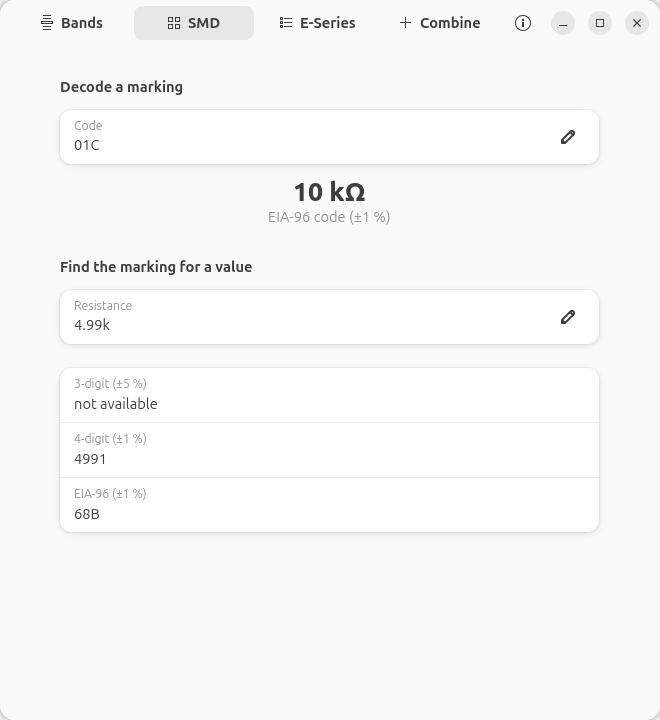 Bands
SMD
E-Series
Combine
Decode a marking
Code
01C
10 kΩ
EIA-96 code (±1 %)
Find the marking for a value
Resistance
4.99k
3-digit (±5 %)
not available
4-digit (±1 %)
4991
EIA-96 (±1 %)
68B